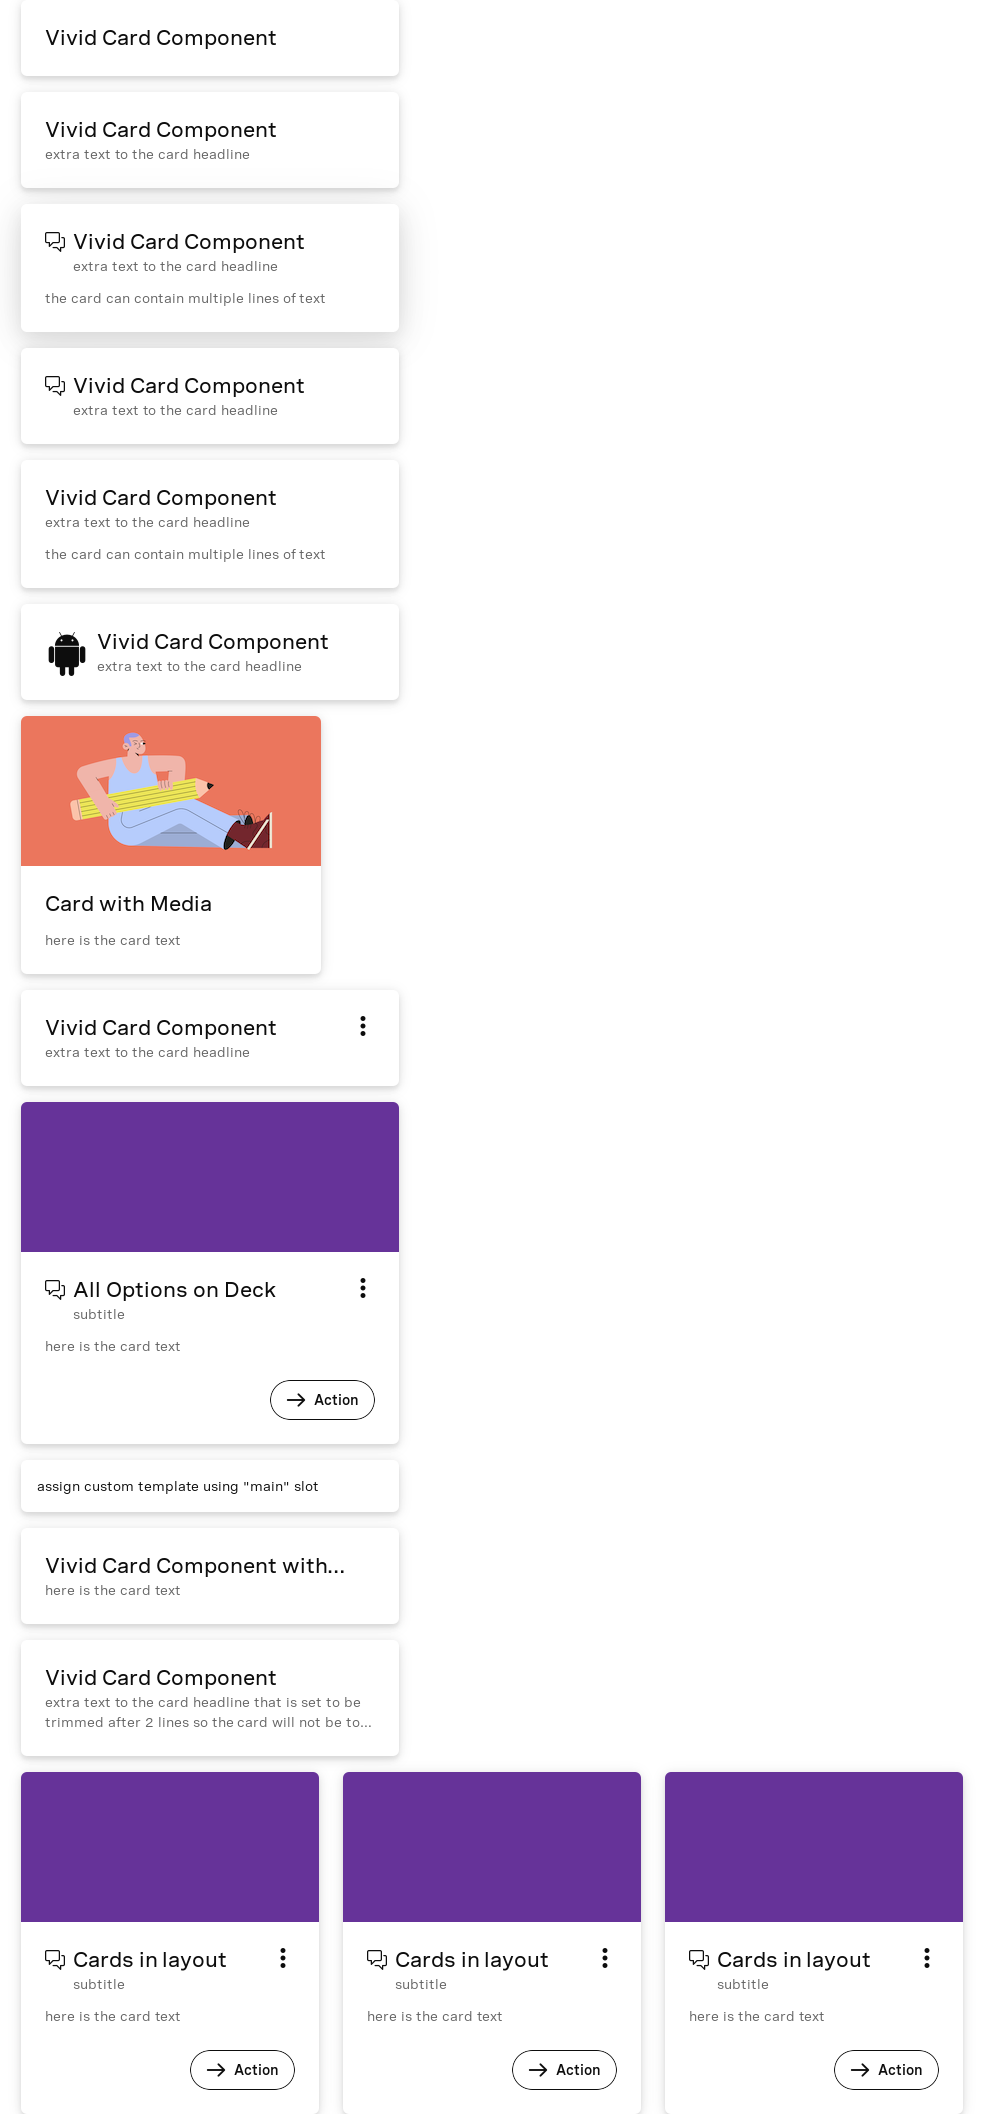 Vivid Card Component
Vivid Card Component
extra text to the card headline
Vivid Card Component
extra text to the card headline
the card can contain multiple lines of text
Vivid Card Component
extra text to the card headline
Vivid Card Component
extra text to the card headline
the card can contain multiple lines of text
Vivid Card Component
extra text to the card headline
Card with Media
here is the card text
Vivid Card Component
extra text to the card headline
All Options on Deck
subtitle
here is the card text
Action
assign custom template using "main" slot
Vivid Card Component with...
here is the card text
Vivid Card Component
extra text to the card headline that is set to be
trimmed after 2 lines so the card will not be to...
Cards in layout
subtitle
here is the card text
Action
Cards in layout
subtitle
here is the card text
Action
Cards in layout
subtitle
here is the card text
Action